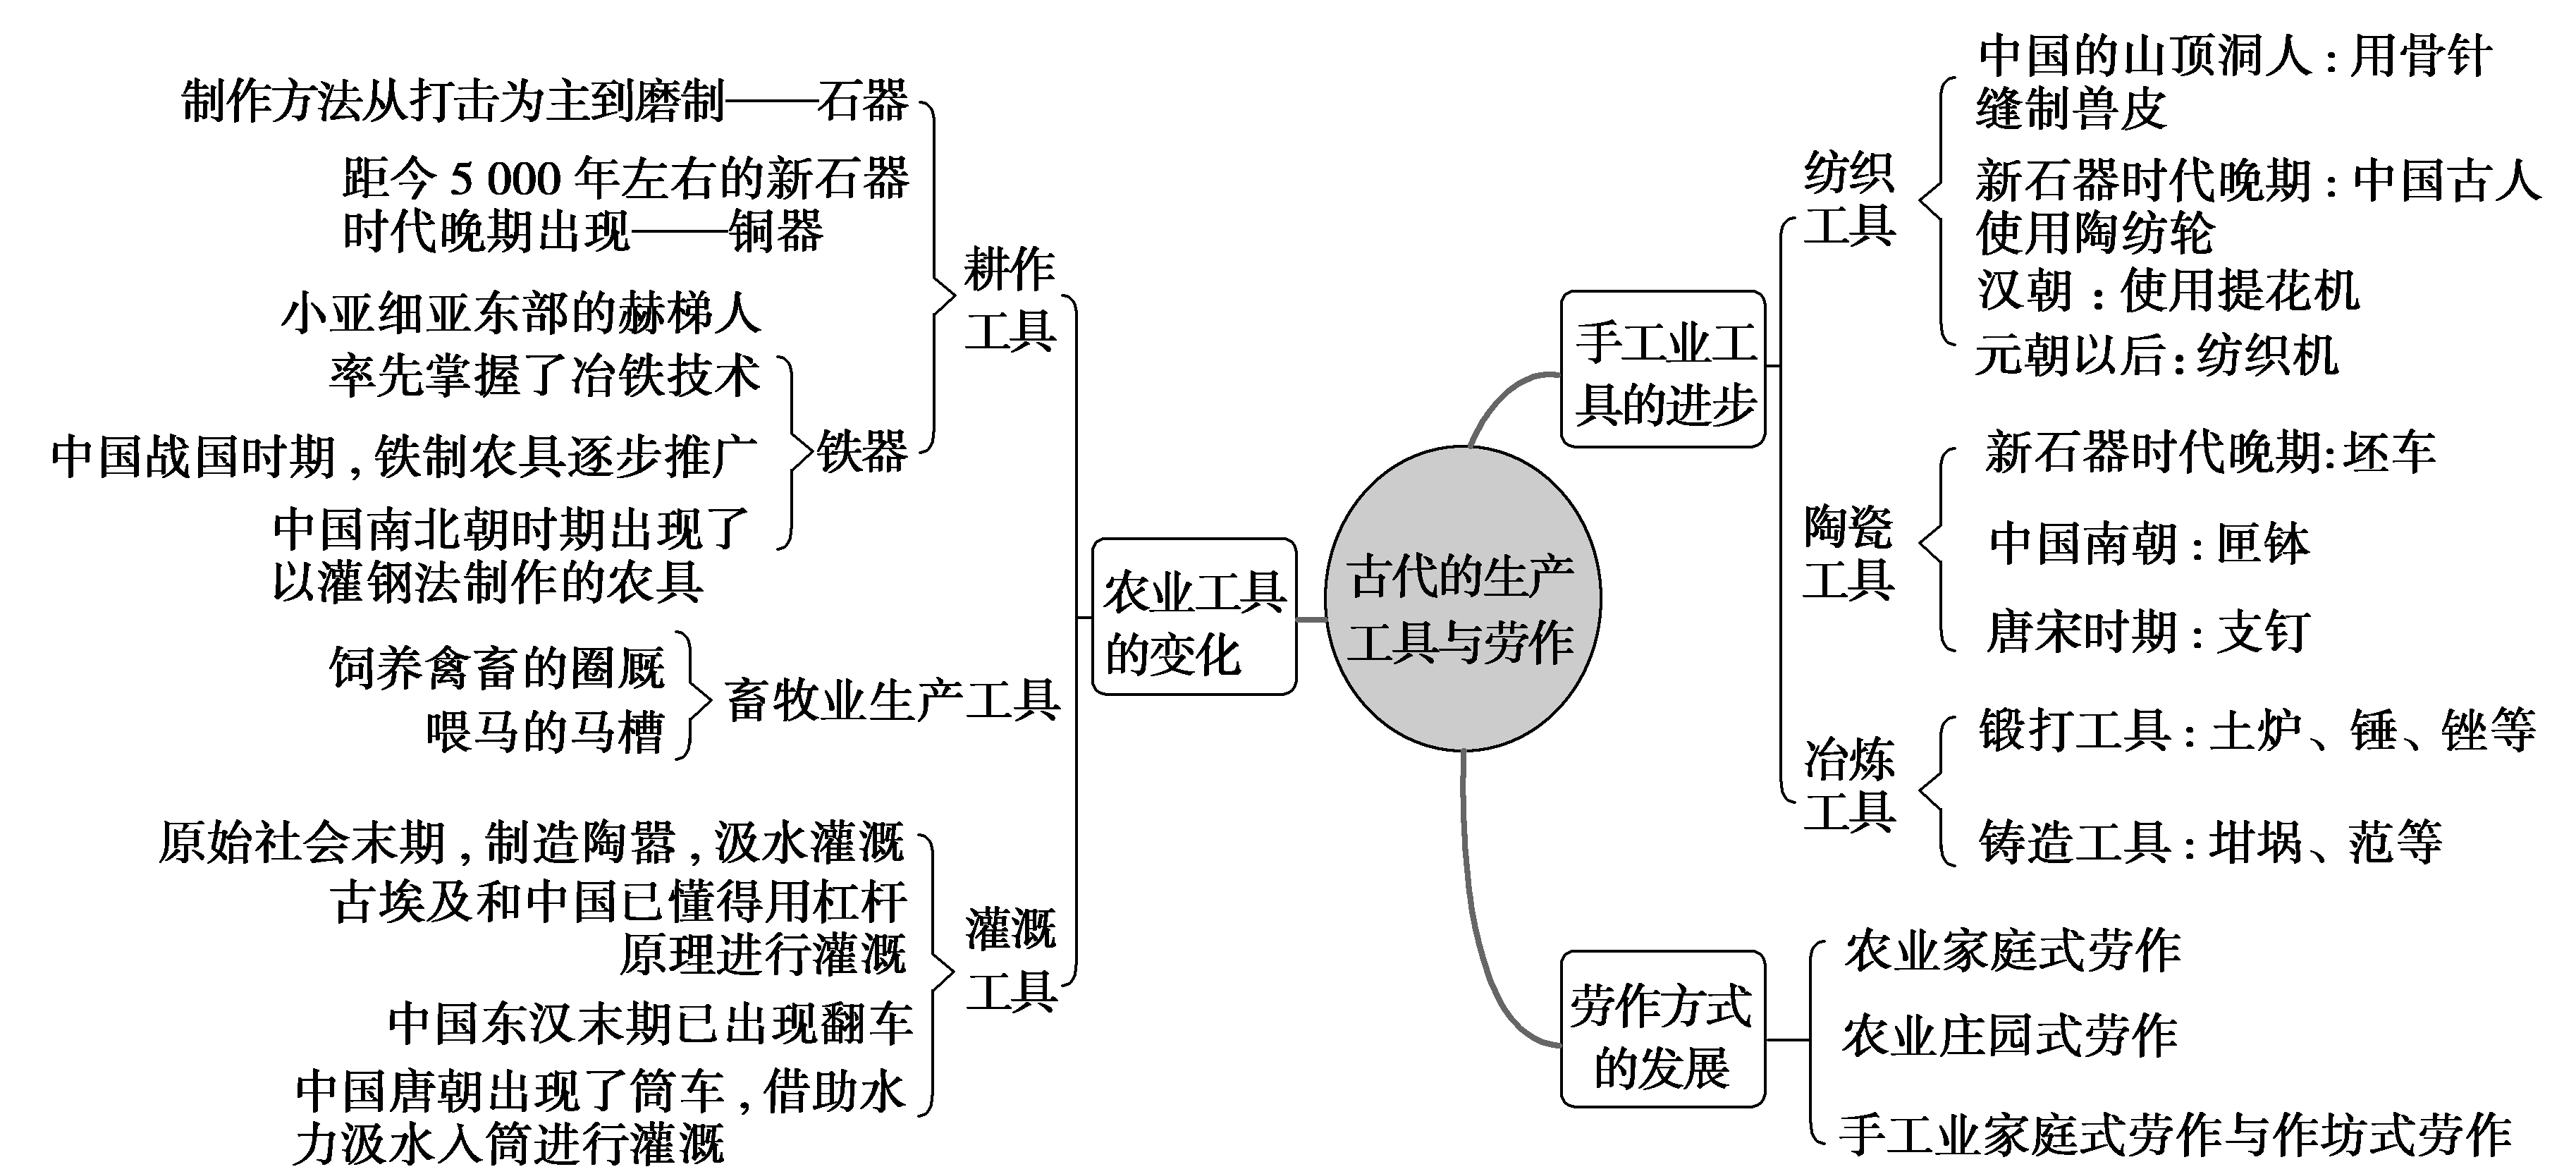 古代的生产
工具与劳作
农业工具
的变化
耕作
工具
制作方法从打击为主到磨制——石器
距今 5 000 年左右的新石器
时代晚期出现——铜器
铁器
小亚细亚东部的赫梯人
率先掌握了冶铁技术
中国战国时期,铁制农具逐步推广
中国南北朝时期出现了
以灌钢法制作的农具
畜牧业生产工具
饲养禽畜的圈厩
喂马的马槽
灌溉
工具
原始社会末期,制造陶器,汲水灌溉
古埃及和中国已懂得用杠杆
原理进行灌溉
中国东汉末期已出现翻车
中国唐朝出现了筒车,借助水
力汲水入筒进行灌溉
手工业工
具的进步
纺织
工具
中国的山顶洞人:用骨针
缝制兽皮
新石器时代晚期:中国古人
使用陶纺轮
汉朝:使用提花机
元朝以后:纺织机
陶瓷
工具
新石器时代晚期:坯车
中国南朝:匣钵
唐宋时期:支钉
冶炼
工具
锻打工具:土炉、锤、锉等
铸造工具:坩埚、范等
劳作方式
的发展
农业家庭式劳作
农业庄园式劳作
手工业家庭式劳作与作坊式劳作